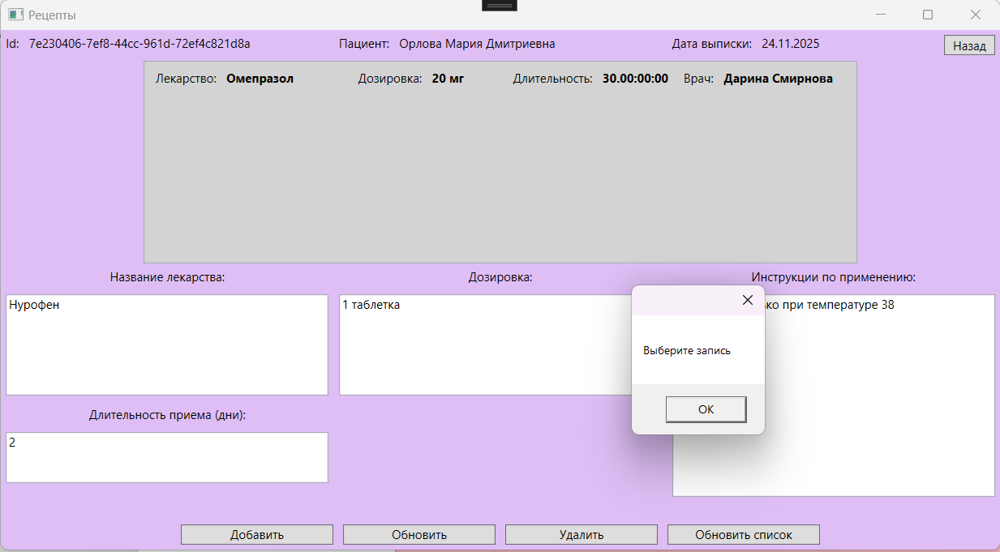 Рецепты
Id: 7e230406-7ef8-44cc-961d-72ef4c821d8a Пациент: Орлова Мария Дмитриевна Дата выписки: 24.11.2025 Назад
Лекарство: Омепразол Дозировка: 20 мг Длительность: 30.00:00:00 Врач: Дарина Смирнова
Название лекарства: Дозировка: Инструкции по применению:
Нурофен 1 таблетка при температуре 38
Выберите запись
OK
Длительность приема (дни):
2
Добавить Обновить Удалить Обновить список